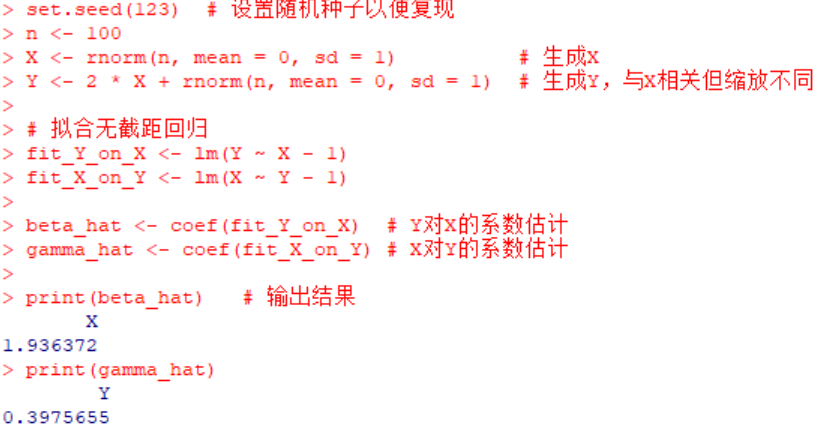 > set.seed(123)  # 设置随机种子以便复现
> n <- 100
> X <- rnorm(n, mean = 0, sd = 1)          # 生成X
> Y <- 2 * X + rnorm(n, mean = 0, sd = 1)  # 生成Y，与X相关但缩放不同
>
> # 拟合无截距回归
> fit_Y_on_X <- lm(Y ~ X - 1)
> fit_X_on_Y <- lm(X ~ Y - 1)
>
> beta_hat <- coef(fit_Y_on_X)  # Y对X的系数估计
> gamma_hat <- coef(fit_X_on_Y) # X对Y的系数估计
>
> print(beta_hat)   # 输出结果
       X
1.936372
> print(gamma_hat)
        Y
0.3975655